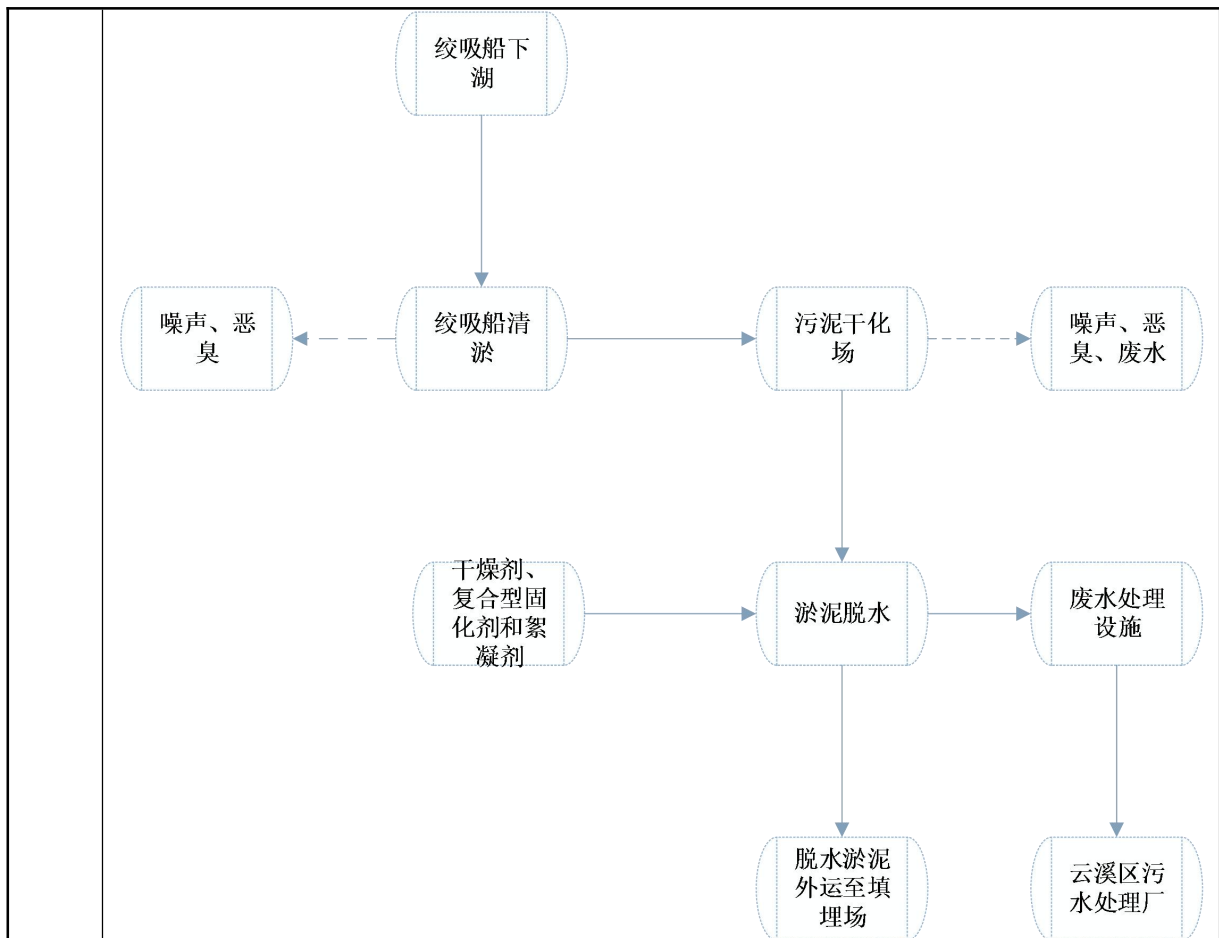 绞吸船下
湖
噪声、恶
臭
绞吸船清
淤
污泥干化
场
噪声、恶
臭、废水
干燥剂、
复合型固
化剂和絮
凝剂
淤泥脱水
废水处理
设施
脱水淤泥
外运至填
埋场
云溪区污
水处理厂